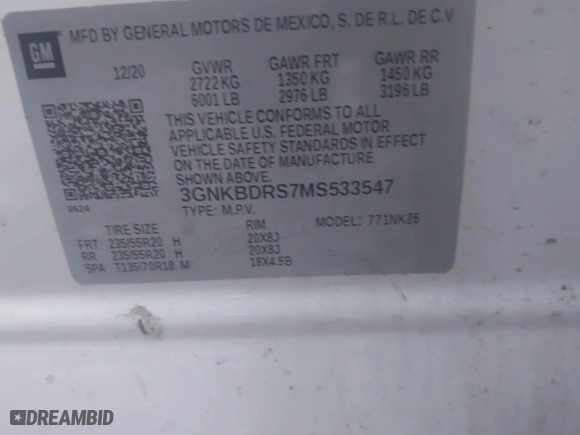 GM
MFD BY GENERAL MOTORS DE MEXICO, S. DE R.L. DE C.V
12/20 GVWR GAWR FRT GAWR RR
2722 KG 1350 KG 1450 KG
6001 LB 2976 LB 3196 LB
THIS VEHICLE CONFORMS TO ALL
APPLICABLE U.S. FEDERAL MOTOR
VEHICLE SAFETY STANDARDS IN EFFECT
ON THE DATE OF MANUFACTURE
SHOWN ABOVE.
3GNKBDRS7MS533547
8624 TYPE: M.P.V. MODEL: 771NK26
TIRE SIZE RIM
FRT 235/55R20 H 20X8J
RR 235/55R20 H 20X8J
SPA T135/70R18 M 18X4.5B
DREAMBID